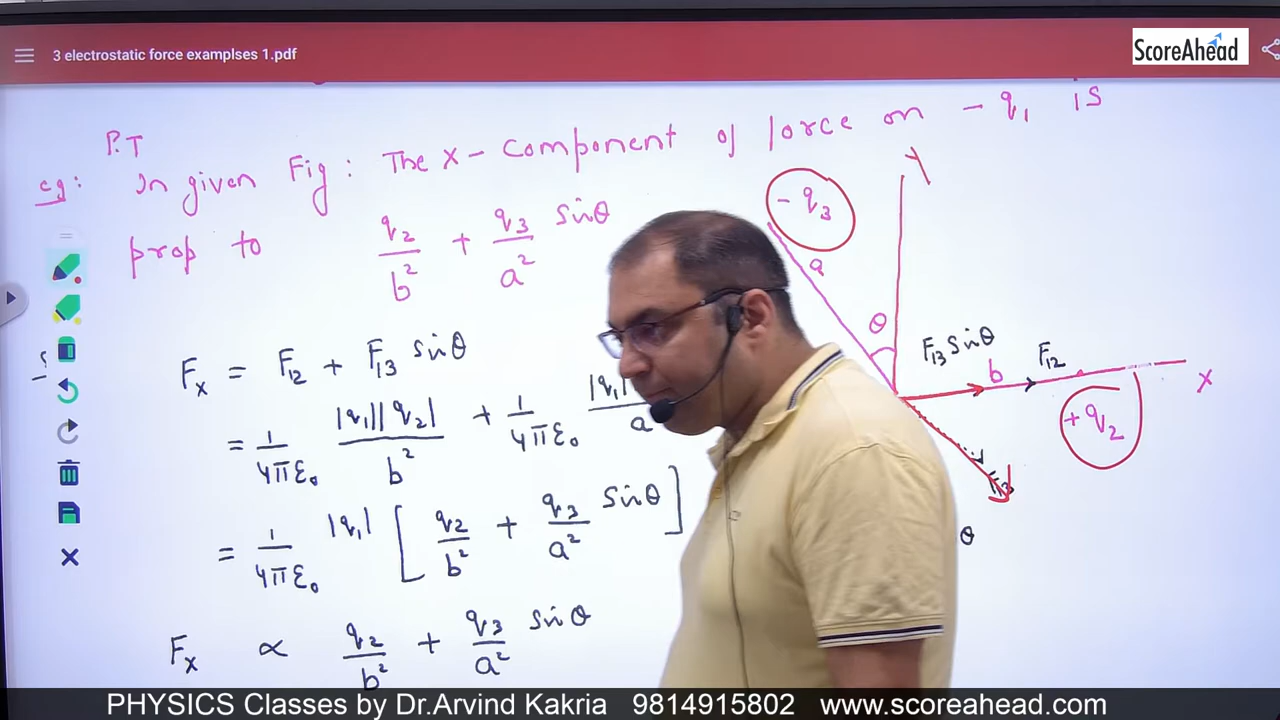 3 electrostatic force examplses 1.pdf
ScoreAhead
P.T
eg: In given Fig: The x-component of force on -q₁ is
prop to q₂/b² + q₃/a² sinθ
Fₓ = F₁₂ + F₁₃ sinθ
= 1/4πε₀ |q₁||q₂|/b² + 1/4πε₀ |q₁|/a
= 1/4πε₀ |q₁| [q₂/b² + q₃/a² sinθ]
Fₓ ∝ q₂/b² + q₃/a² sinθ
Y
-q₃
a
θ
F₁₃ sinθ
b
F₁₂
X
+q₂
F₁₃
θ
PHYSICS Classes by Dr.Arvind Kakria 9814915802 www.scoreahead.com